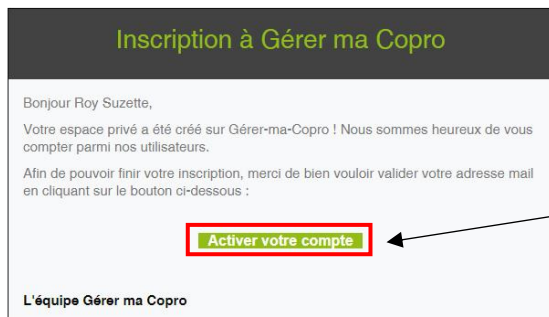 Inscription à Gérer ma Copro
Bonjour Roy Suzette,
Votre espace privé a été créé sur Gérer-ma-Copro ! Nous sommes heureux de vous
compter parmi nos utilisateurs.
Afin de pouvoir finir votre inscription, merci de bien vouloir valider votre adresse mail
en cliquant sur le bouton ci-dessous :
Activer votre compte
L'équipe Gérer ma Copro